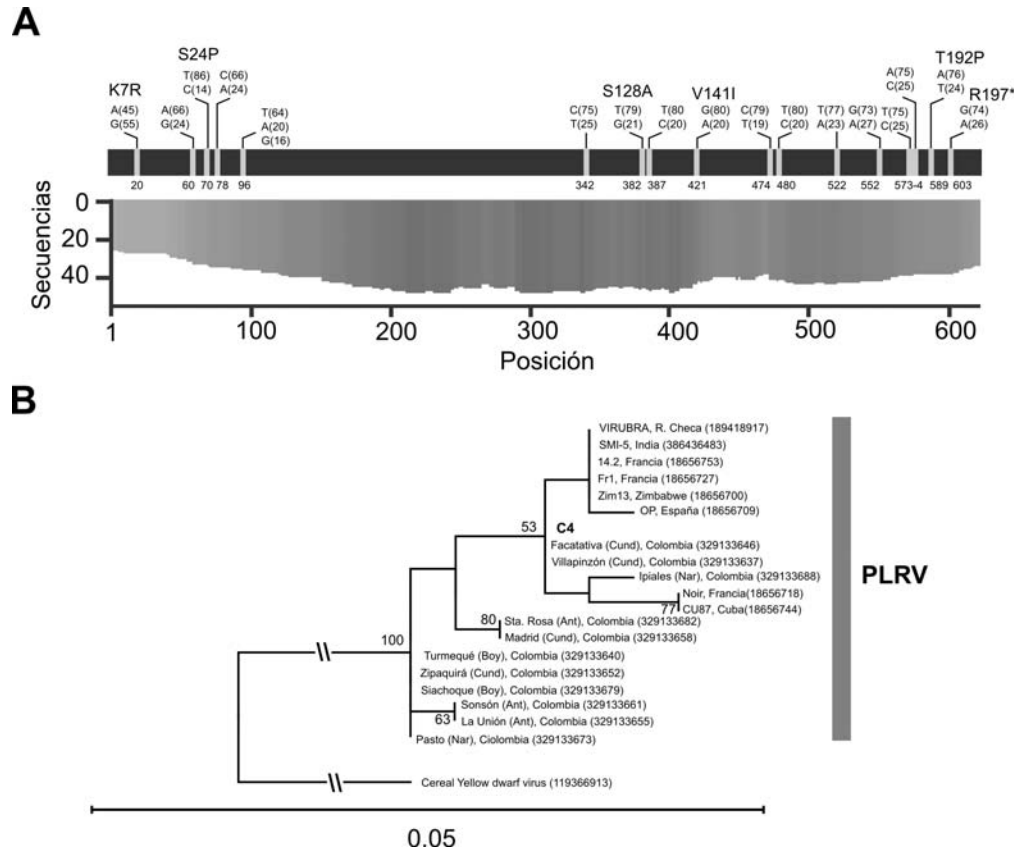 A
S24P
T192P
K7R
T(86)
C(66)
S128A
V141I
A(75)
A(76)
R197*
C(14)
A(24)
C(25)
T(24)
A(45)
A(66)
T(64)
C(75)
T(79)
T(80
G(80)
C(79)
T(80)
T(77)
G(73)
T(75)
G(74)
G(55)
G(24)
A(20)
T(25)
G(21)
C(20)
A(20)
T(19)
C(20)
A(23)
A(27)
C(25)
A(26)
G(16)
20 60 70 78 96 342 382 387 421 474 480 522 552 573-4 589 603
0
20
40
Secuencias
1 100 200 300 400 500 600
Posición
B
VIRUBRA, R. Checa (189418917)
SMI-5, India (386436483)
14.2, Francia (18656753)
Fr1, Francia (18656727)
Zim13, Zimbabwe (18656700)
OP, España (18656709)
53 C4
Facatativa (Cund), Colombia (329133646)
Villapinzón (Cund), Colombia (329133637)
Ipiales (Nar), Colombia (329133688)
PLRV
Noir, Francia(18656718)
77 CU87, Cuba(18656744)
80 Sta. Rosa (Ant), Colombia (329133682)
Madrid (Cund), Colombia (329133658)
100
Turmequé (Boy), Colombia (329133640)
Zipaquirá (Cund), Colombia (329133652)
Siachoque (Boy), Colombia (329133679)
Sonsón (Ant), Colombia (329133661)
63 La Unión (Ant), Colombia (329133655)
Pasto (Nar), Ciolombia (329133673)
Cereal Yellow dwarf virus (119366913)
0.05